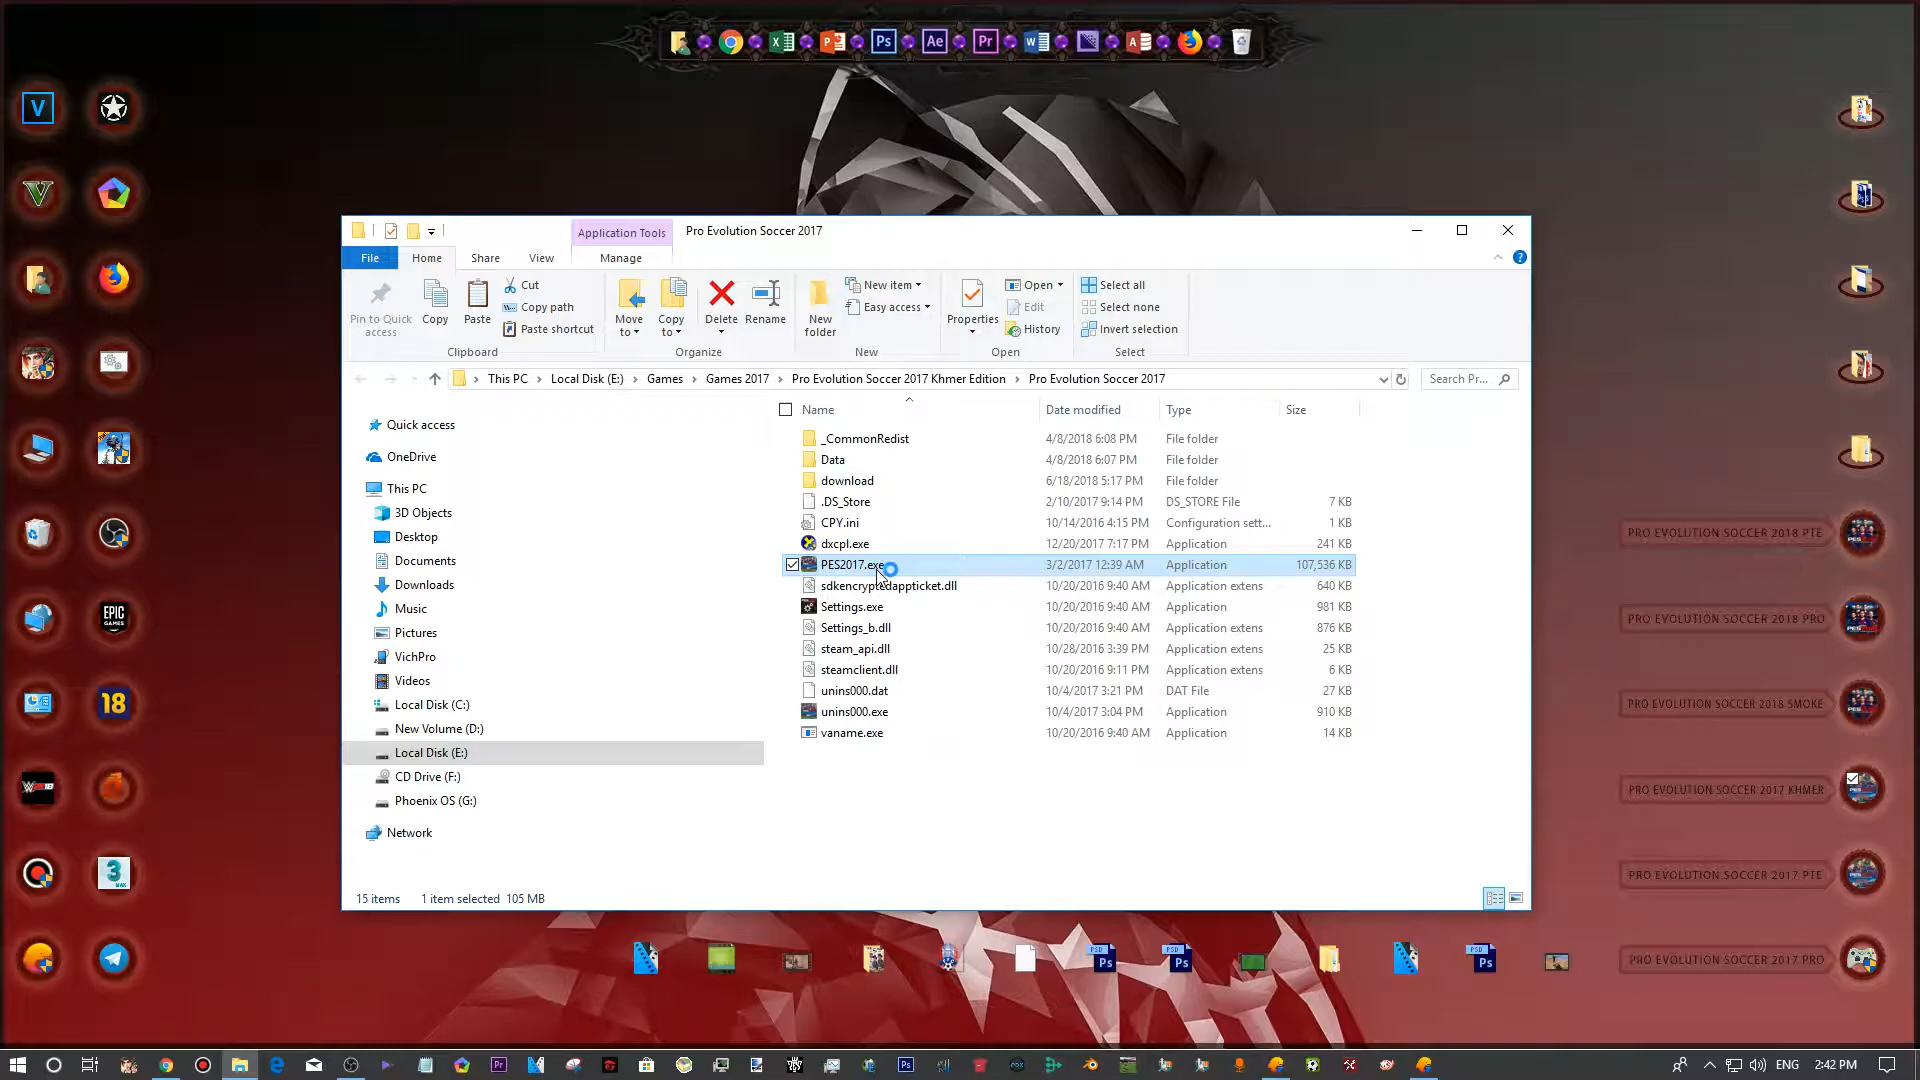 Application Tools
Pro Evolution Soccer 2017
File
Home
Share
View
Manage
Pin to Quick access
Copy
Paste
Cut
Copy path
Paste shortcut
Clipboard
Move to
Copy to
Delete
Rename
Organize
New folder
New item
Easy access
New
Properties
Open
Edit
History
Open
Select all
Select none
Invert selection
Select
This PC
Local Disk (E:)
Games
Games 2017
Pro Evolution Soccer 2017 Khmer Edition
Pro Evolution Soccer 2017
Search Pr...
Name
Date modified
Type
Size
Quick access
OneDrive
This PC
3D Objects
Desktop
Documents
Downloads
Music
Pictures
VichPro
Videos
Local Disk (C:)
New Volume (D:)
Local Disk (E:)
CD Drive (F:)
Phoenix OS (G:)
Network
_CommonRedist 4/8/2018 6:08 PM File folder
Data 4/8/2018 6:07 PM File folder
download 6/18/2018 5:17 PM File folder
.DS_Store 2/10/2017 9:14 PM DS_STORE File 7 KB
CPY.ini 10/14/2016 4:15 PM Configuration sett... 1 KB
dxcpl.exe 12/20/2017 7:17 PM Application 241 KB
PES2017.exe 3/2/2017 12:39 AM Application 107,536 KB
sdkencryptedappticket.dll 10/20/2016 9:40 AM Application extens 640 KB
Settings.exe 10/20/2016 9:40 AM Application 981 KB
Settings_b.dll 10/20/2016 9:40 AM Application extens 876 KB
steam_api.dll 10/28/2016 3:39 PM Application extens 25 KB
steamclient.dll 10/20/2016 9:11 PM Application extens 6 KB
unins000.dat 10/4/2017 3:21 PM DAT File 27 KB
unins000.exe 10/4/2017 3:04 PM Application 910 KB
vaname.exe 10/20/2016 9:40 AM Application 14 KB
15 items 1 item selected 105 MB
PRO EVOLUTION SOCCER 2018 PTE
PRO EVOLUTION SOCCER 2018 PRO
PRO EVOLUTION SOCCER 2018 SMOKE
PRO EVOLUTION SOCCER 2017 KHMER
PRO EVOLUTION SOCCER 2017 PTE
PRO EVOLUTION SOCCER 2017 PRO
Ps
Ae
Pr
V
EPIC GAMES
18
3
PSD
Ps
PSD
Ps
PSD
Ps
Pr
Ps
ENG
2:42 PM